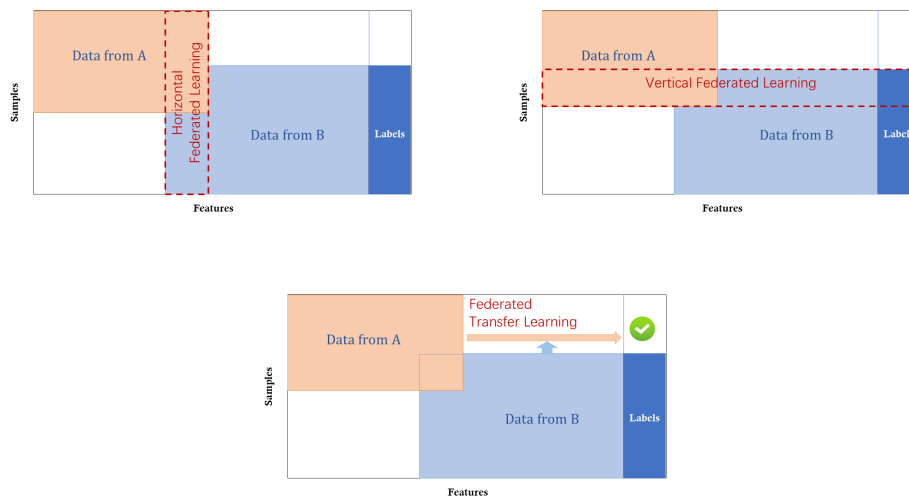 Data from A
Horizontal
Federated Learning
Data from B
Labels
Samples
Features
Data from A
Vertical Federated Learning
Data from B
Labels
Samples
Features
Federated
Transfer Learning
Data from A
Data from B
Labels
Samples
Features